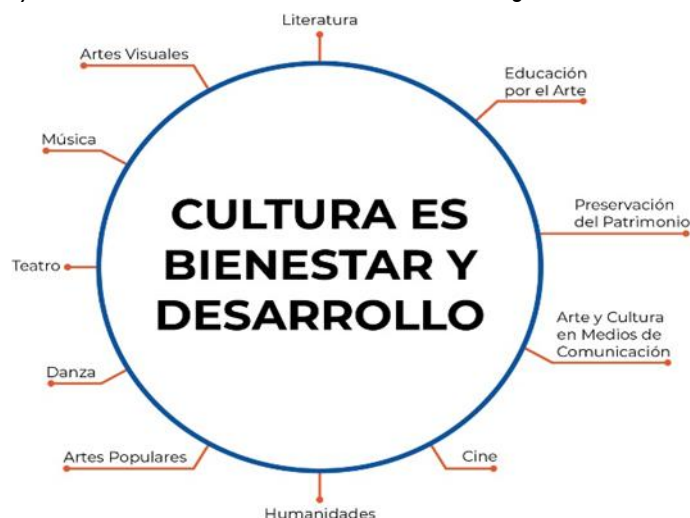 Literatura
Artes Visuales
Educación
por el Arte
Música
Preservación
del Patrimonio
CULTURA ES
BIENESTAR Y
DESARROLLO
Teatro
Arte y Cultura
en Medios de
Comunicación
Danza
Artes Populares
Cine
Humanidades